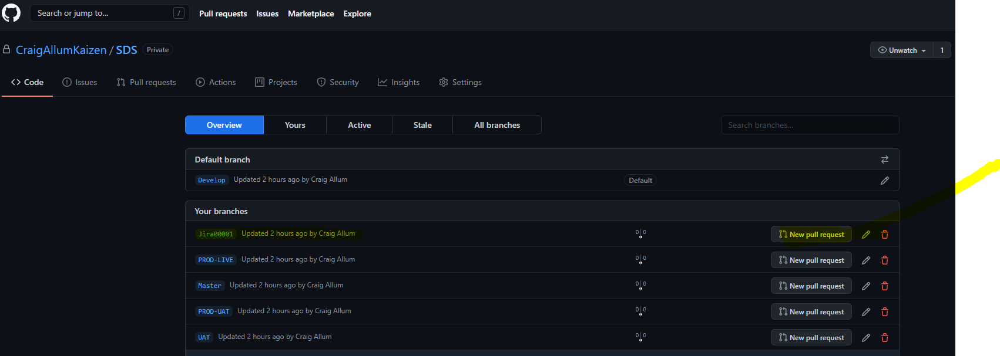 Search or jump to... /
Pull requests Issues Marketplace Explore
CraigAllumKaizen / SDS Private
Unwatch 1
Code Issues Pull requests Actions Projects Security Insights Settings
Overview Yours Active Stale All branches
Search branches...
Default branch
Develop Updated 2 hours ago by Craig Allum Default
Your branches
Jira00001 Updated 2 hours ago by Craig Allum 0 0 New pull request
PROD-LIVE Updated 2 hours ago by Craig Allum 0 0 New pull request
Master Updated 2 hours ago by Craig Allum 0 0 New pull request
PROD-UAT Updated 2 hours ago by Craig Allum 0 0 New pull request
UAT Updated 2 hours ago by Craig Allum 0 0 New pull request